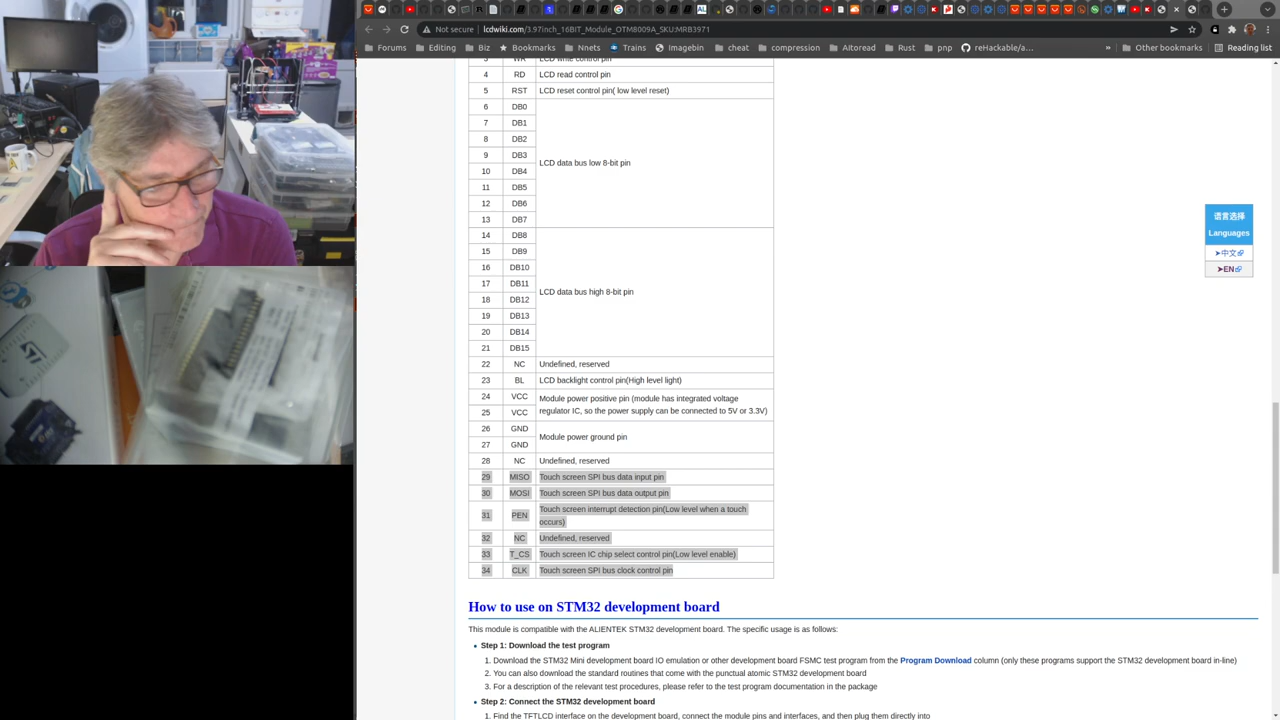 Not secure | lcdwiki.com/3.97inch_16BIT_Module_OTM8009A_SKU:MRB3971
Forums Editing Biz Bookmarks Nnets Trains Imagebin cheat compression Aitoread Rust pnp reHackable/a... » Other bookmarks Reading list
3 WR LCD write control pin
4 RD LCD read control pin
5 RST LCD reset control pin( low level reset)
6 DB0
7 DB1
8 DB2
9 DB3
LCD data bus low 8-bit pin
10 DB4
11 DB5
12 DB6
13 DB7
14 DB8
15 DB9
16 DB10
17 DB11
LCD data bus high 8-bit pin
18 DB12
19 DB13
20 DB14
21 DB15
22 NC Undefined, reserved
23 BL LCD backlight control pin(High level light)
24 VCC Module power positive pin (module has integrated voltage
25 VCC regulator IC, so the power supply can be connected to 5V or 3.3V)
26 GND
Module power ground pin
27 GND
28 NC Undefined, reserved
29 MISO Touch screen SPI bus data input pin
30 MOSI Touch screen SPI bus data output pin
31 PEN Touch screen interrupt detection pin(Low level when a touch
occurs)
32 NC Undefined, reserved
33 T_CS Touch screen IC chip select control pin(Low level enable)
34 CLK Touch screen SPI bus clock control pin
语言选择
Languages
➤中文
➤EN
How to use on STM32 development board
This module is compatible with the ALIENTEK STM32 development board. The specific usage is as follows:
• Step 1: Download the test program
1. Download the STM32 Mini development board IO emulation or other development board FSMC test program from the Program Download column (only these programs support the STM32 development board in-line)
2. You can also download the standard routines that come with the punctual atomic STM32 development board
3. For a description of the relevant test procedures, please refer to the test program documentation in the package
• Step 2: Connect the STM32 development board
1. Find the TFTLCD interface on the development board, connect the module pins and interfaces, and then plug them directly into